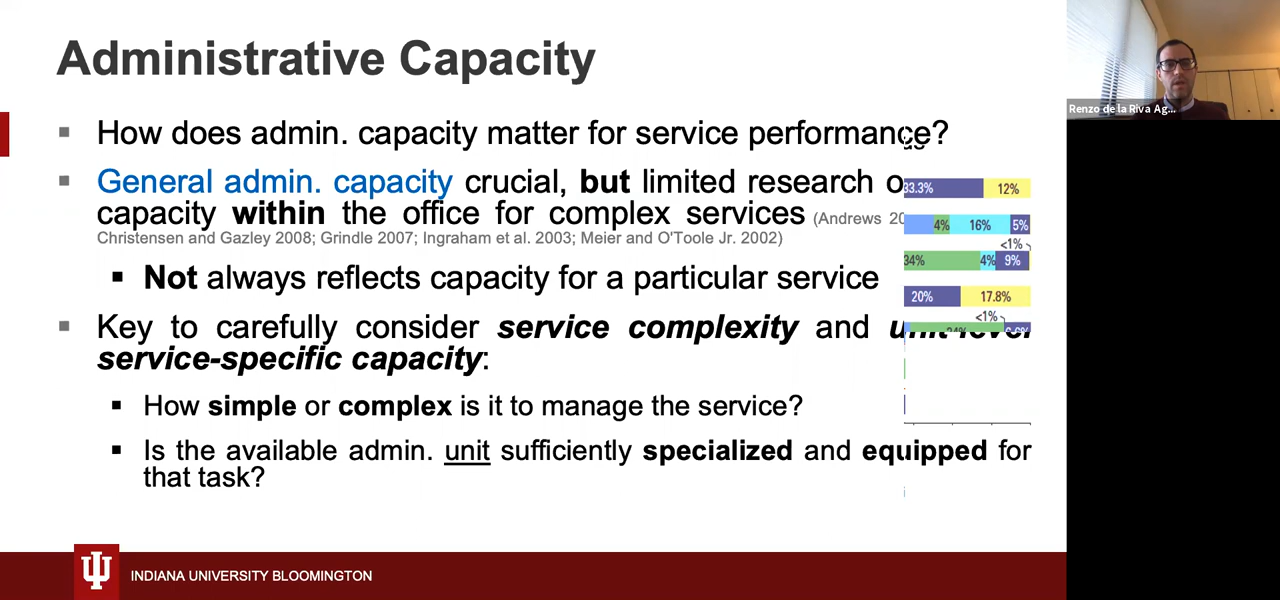 Administrative Capacity
Renzo de la Riva Ag...
How does admin. capacity matter for service performance?
General admin. capacity crucial, but limited research
capacity within the office for complex services (Andrews
Christensen and Gazley 2008; Grindle 2007; Ingraham et al. 2003; Meier and O'Toole Jr. 2002)
Not always reflects capacity for a particular service
Key to carefully consider service complexity and unit-level
service-specific capacity:
How simple or complex is it to manage the service?
Is the available admin. unit sufficiently specialized and equipped for
that task?
33.3% 12%
4% 16% 5%
<1%
34% 4% 9%
20% 17.8%
<1%
INDIANA UNIVERSITY BLOOMINGTON